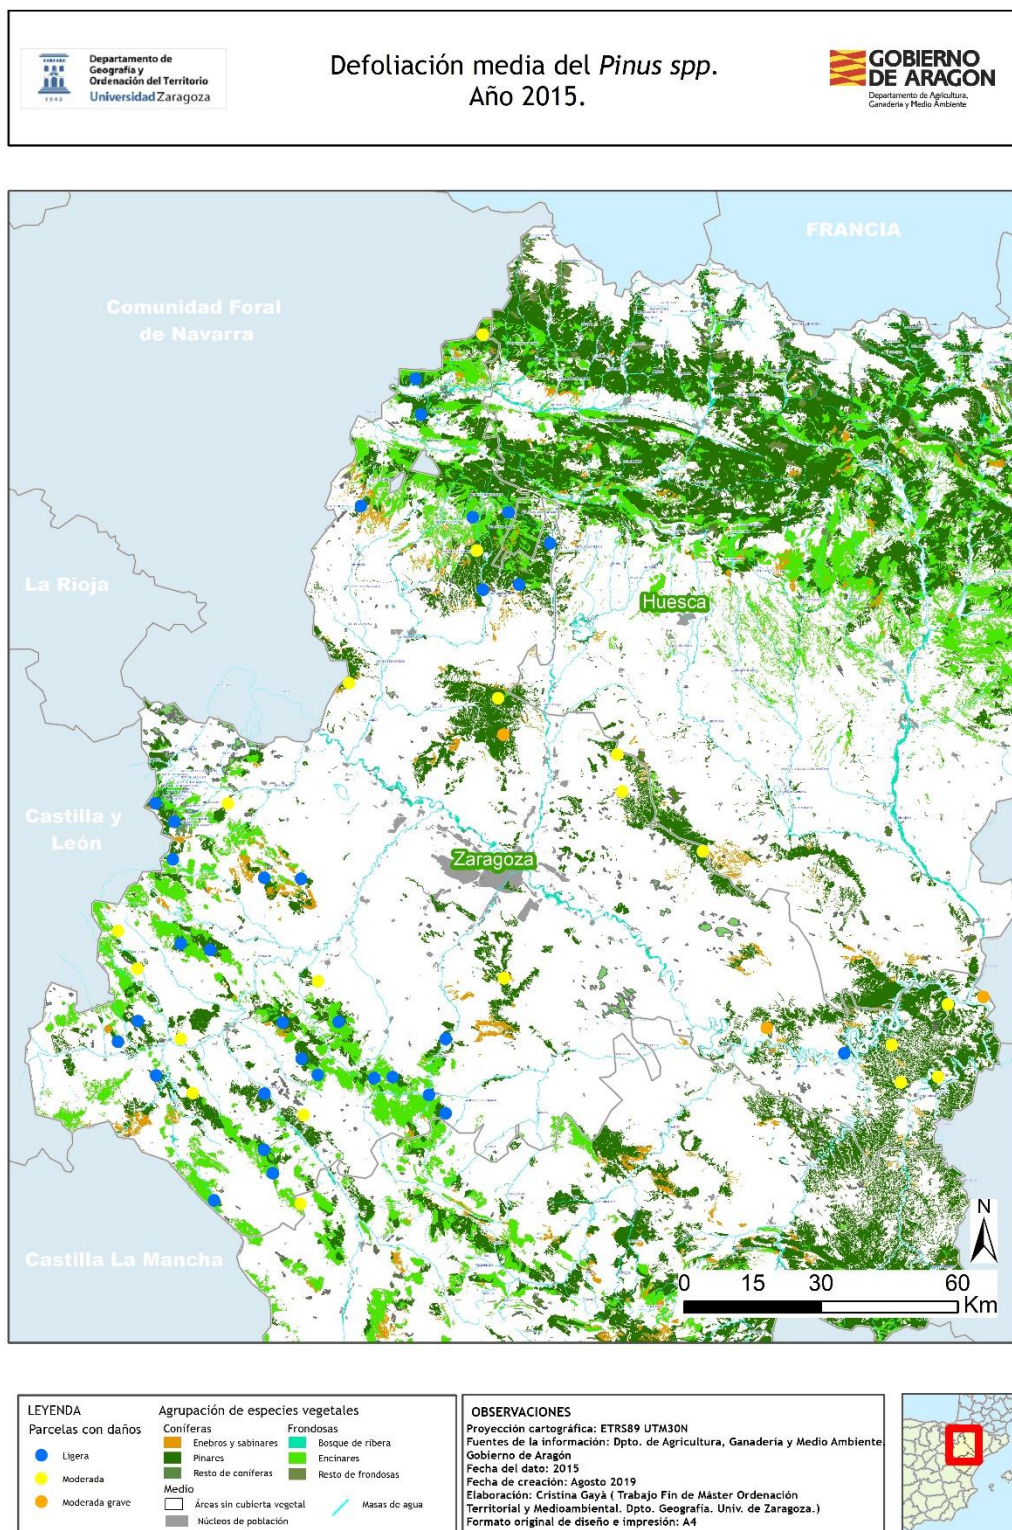 Departamento de
Geografía y
Ordenación del Territorio
Universidad Zaragoza
1542
Defoliación media del Pinus spp.
Año 2015.
GOBIERNO
DE ARAGON
Departamento de Agricultura,
Ganadería y Medio Ambiente
FRANCIA
Comunidad Foral
de Navarra
La Rioja
Huesca
Castilla y
León
Zaragoza
Castilla La Mancha
N
0 15 30 60
Km
LEYENDA
Parcelas con daños
Ligera
Moderada
Moderada grave
Agrupación de especies vegetales
Coníferas
Enebros y sabinares
Pinares
Resto de coníferas
Frondosas
Bosque de ribera
Encinares
Resto de frondosas
Medio
Áreas sin cubierta vegetal
Núcleos de población
Masas de agua
OBSERVACIONES
Proyección cartográfica: ETRS89 UTM30N
Fuentes de la información: Dpto. de Agricultura, Ganadería y Medio Ambiente.
Gobierno de Aragón
Fecha del dato: 2015
Fecha de creación: Agosto 2019
Elaboración: Cristina Gayà ( Trabajo Fin de Máster Ordenación
Territorial y Medioambiental. Dpto. Geografía. Univ. de Zaragoza.)
Formato original de diseño e impresión: A4